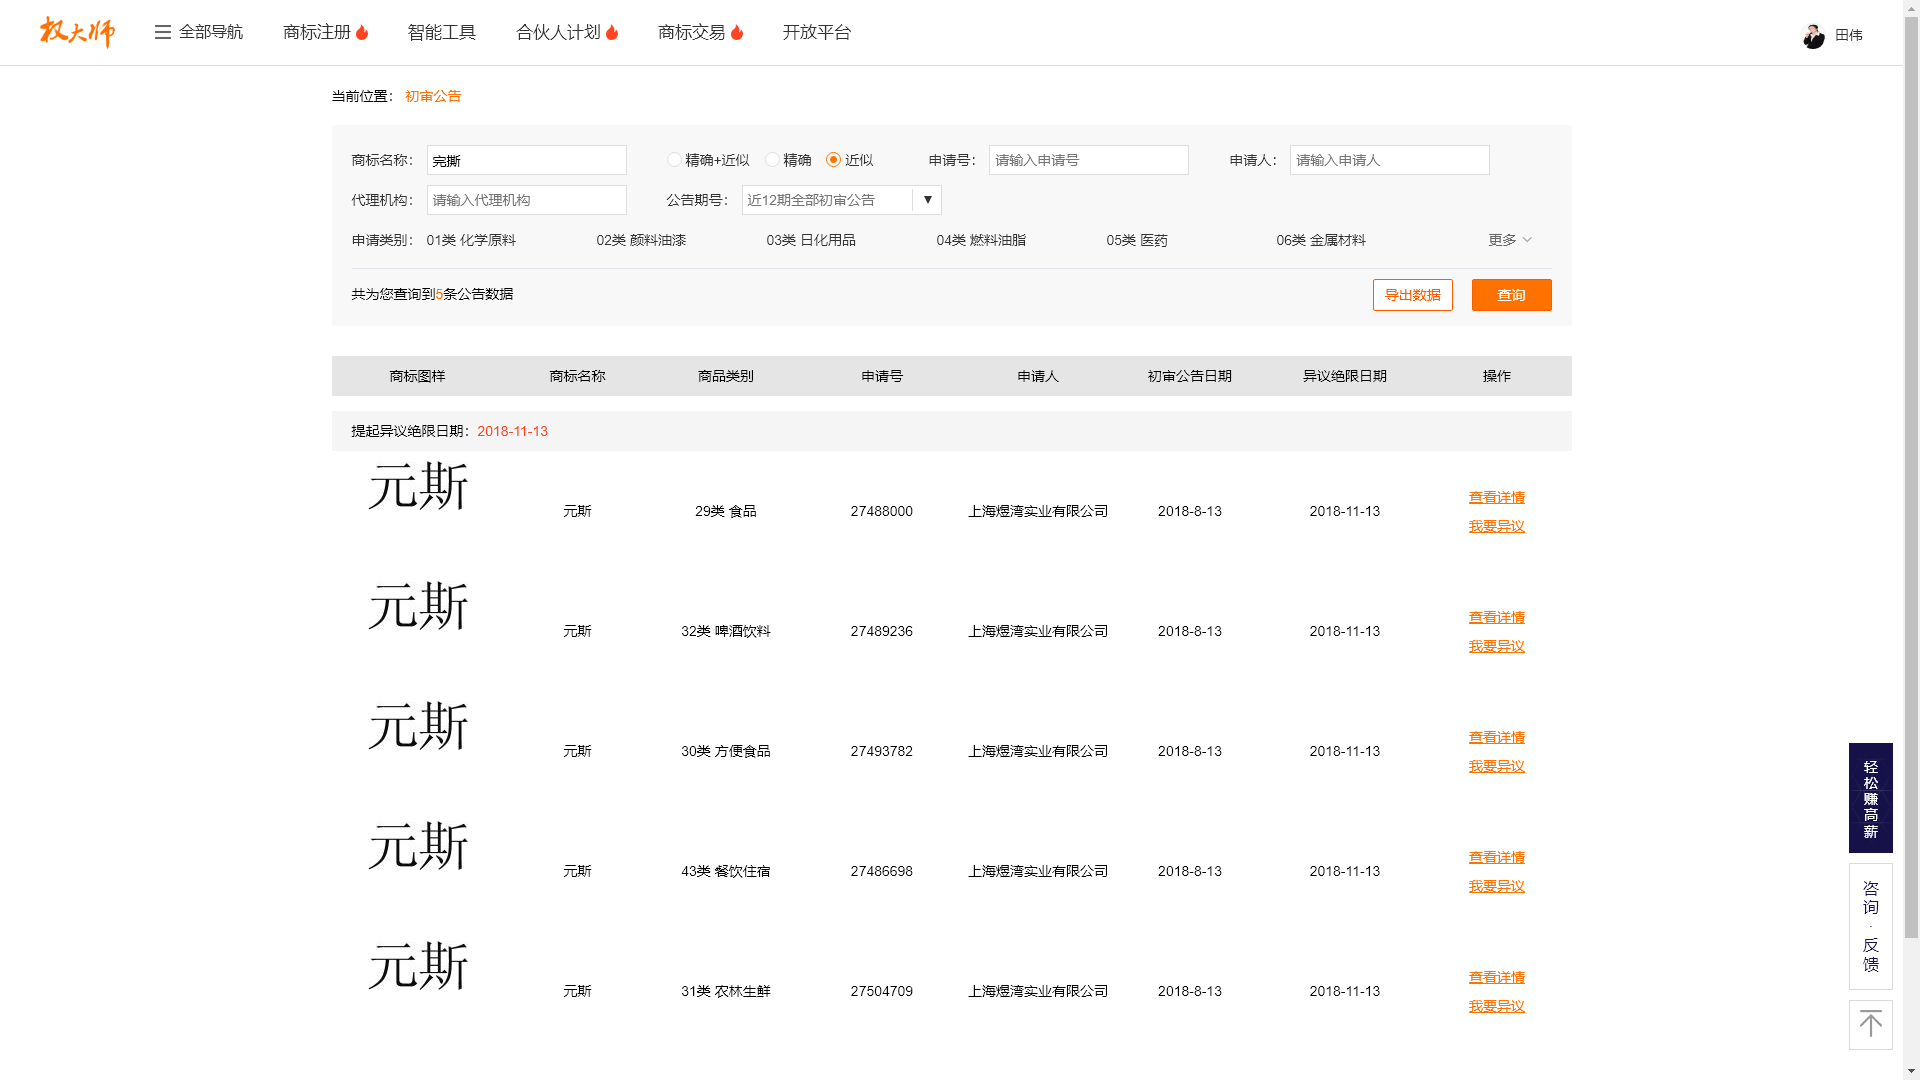 权大师 全部导航 商标注册 智能工具 合伙人计划 商标交易 开放平台 田伟
当前位置： 初审公告
商标名称： 完撕 精确+近似 精确 近似 申请号： 请输入申请号 申请人： 请输入申请人
代理机构： 请输入代理机构 公告期号： 近12期全部初审公告 ▼
申请类别： 01类 化学原料 02类 颜料油漆 03类 日化用品 04类 燃料油脂 05类 医药 06类 金属材料 更多
共为您查询到5条公告数据 导出数据 查询
商标图样 商标名称 商品类别 申请号 申请人 初审公告日期 异议绝限日期 操作
提起异议绝限日期：2018-11-13
元斯 元斯 29类 食品 27488000 上海煜湾实业有限公司 2018-8-13 2018-11-13 查看详情
我要异议
元斯 元斯 32类 啤酒饮料 27489236 上海煜湾实业有限公司 2018-8-13 2018-11-13 查看详情
我要异议
元斯 元斯 30类 方便食品 27493782 上海煜湾实业有限公司 2018-8-13 2018-11-13 查看详情
我要异议
元斯 元斯 43类 餐饮住宿 27486698 上海煜湾实业有限公司 2018-8-13 2018-11-13 查看详情
我要异议
元斯 元斯 31类 农林生鲜 27504709 上海煜湾实业有限公司 2018-8-13 2018-11-13 查看详情
我要异议
轻松赚高薪
咨询·反馈